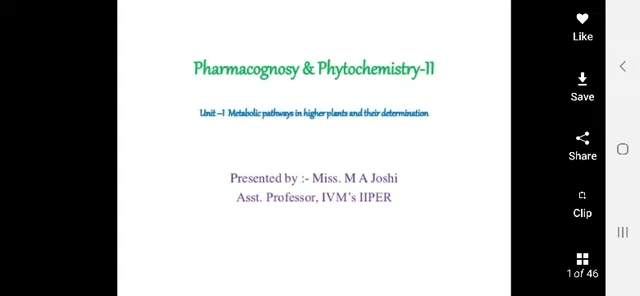 Pharmacognosy & Phytochemistry-II
Unit –I Metabolic pathways in higher plants and their determination
Presented by :- Miss. M A Joshi
Asst. Professor, IVM's IIPER
Like
Save
Share
Clip
1 of 46